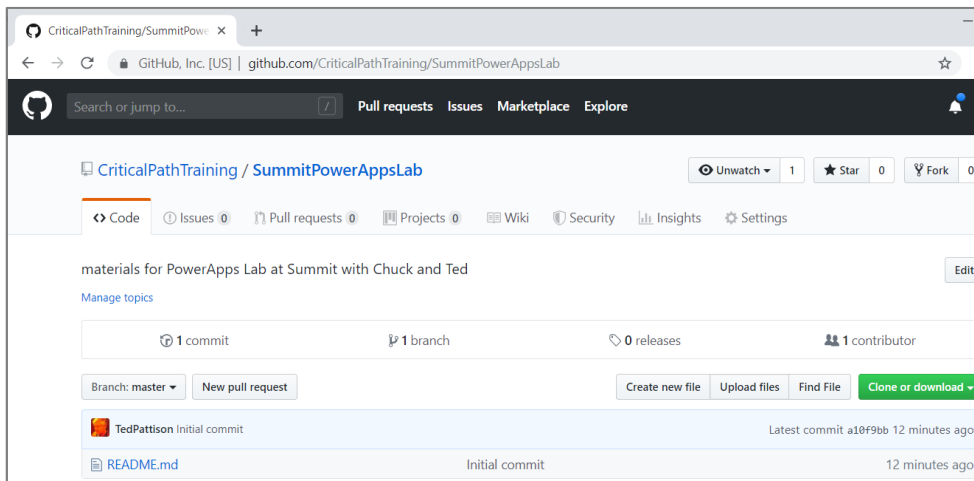 CriticalPathTraining/SummitPowe
GitHub, Inc. [US] | github.com/CriticalPathTraining/SummitPowerAppsLab
Search or jump to... / Pull requests Issues Marketplace Explore
CriticalPathTraining / SummitPowerAppsLab Unwatch 1 Star 0 Fork 0
Code Issues 0 Pull requests 0 Projects 0 Wiki Security Insights Settings
materials for PowerApps Lab at Summit with Chuck and Ted Edit
Manage topics
1 commit 1 branch 0 releases 1 contributor
Branch: master New pull request Create new file Upload files Find File Clone or download
TedPattison Initial commit Latest commit a10f9bb 12 minutes ago
README.md Initial commit 12 minutes ago